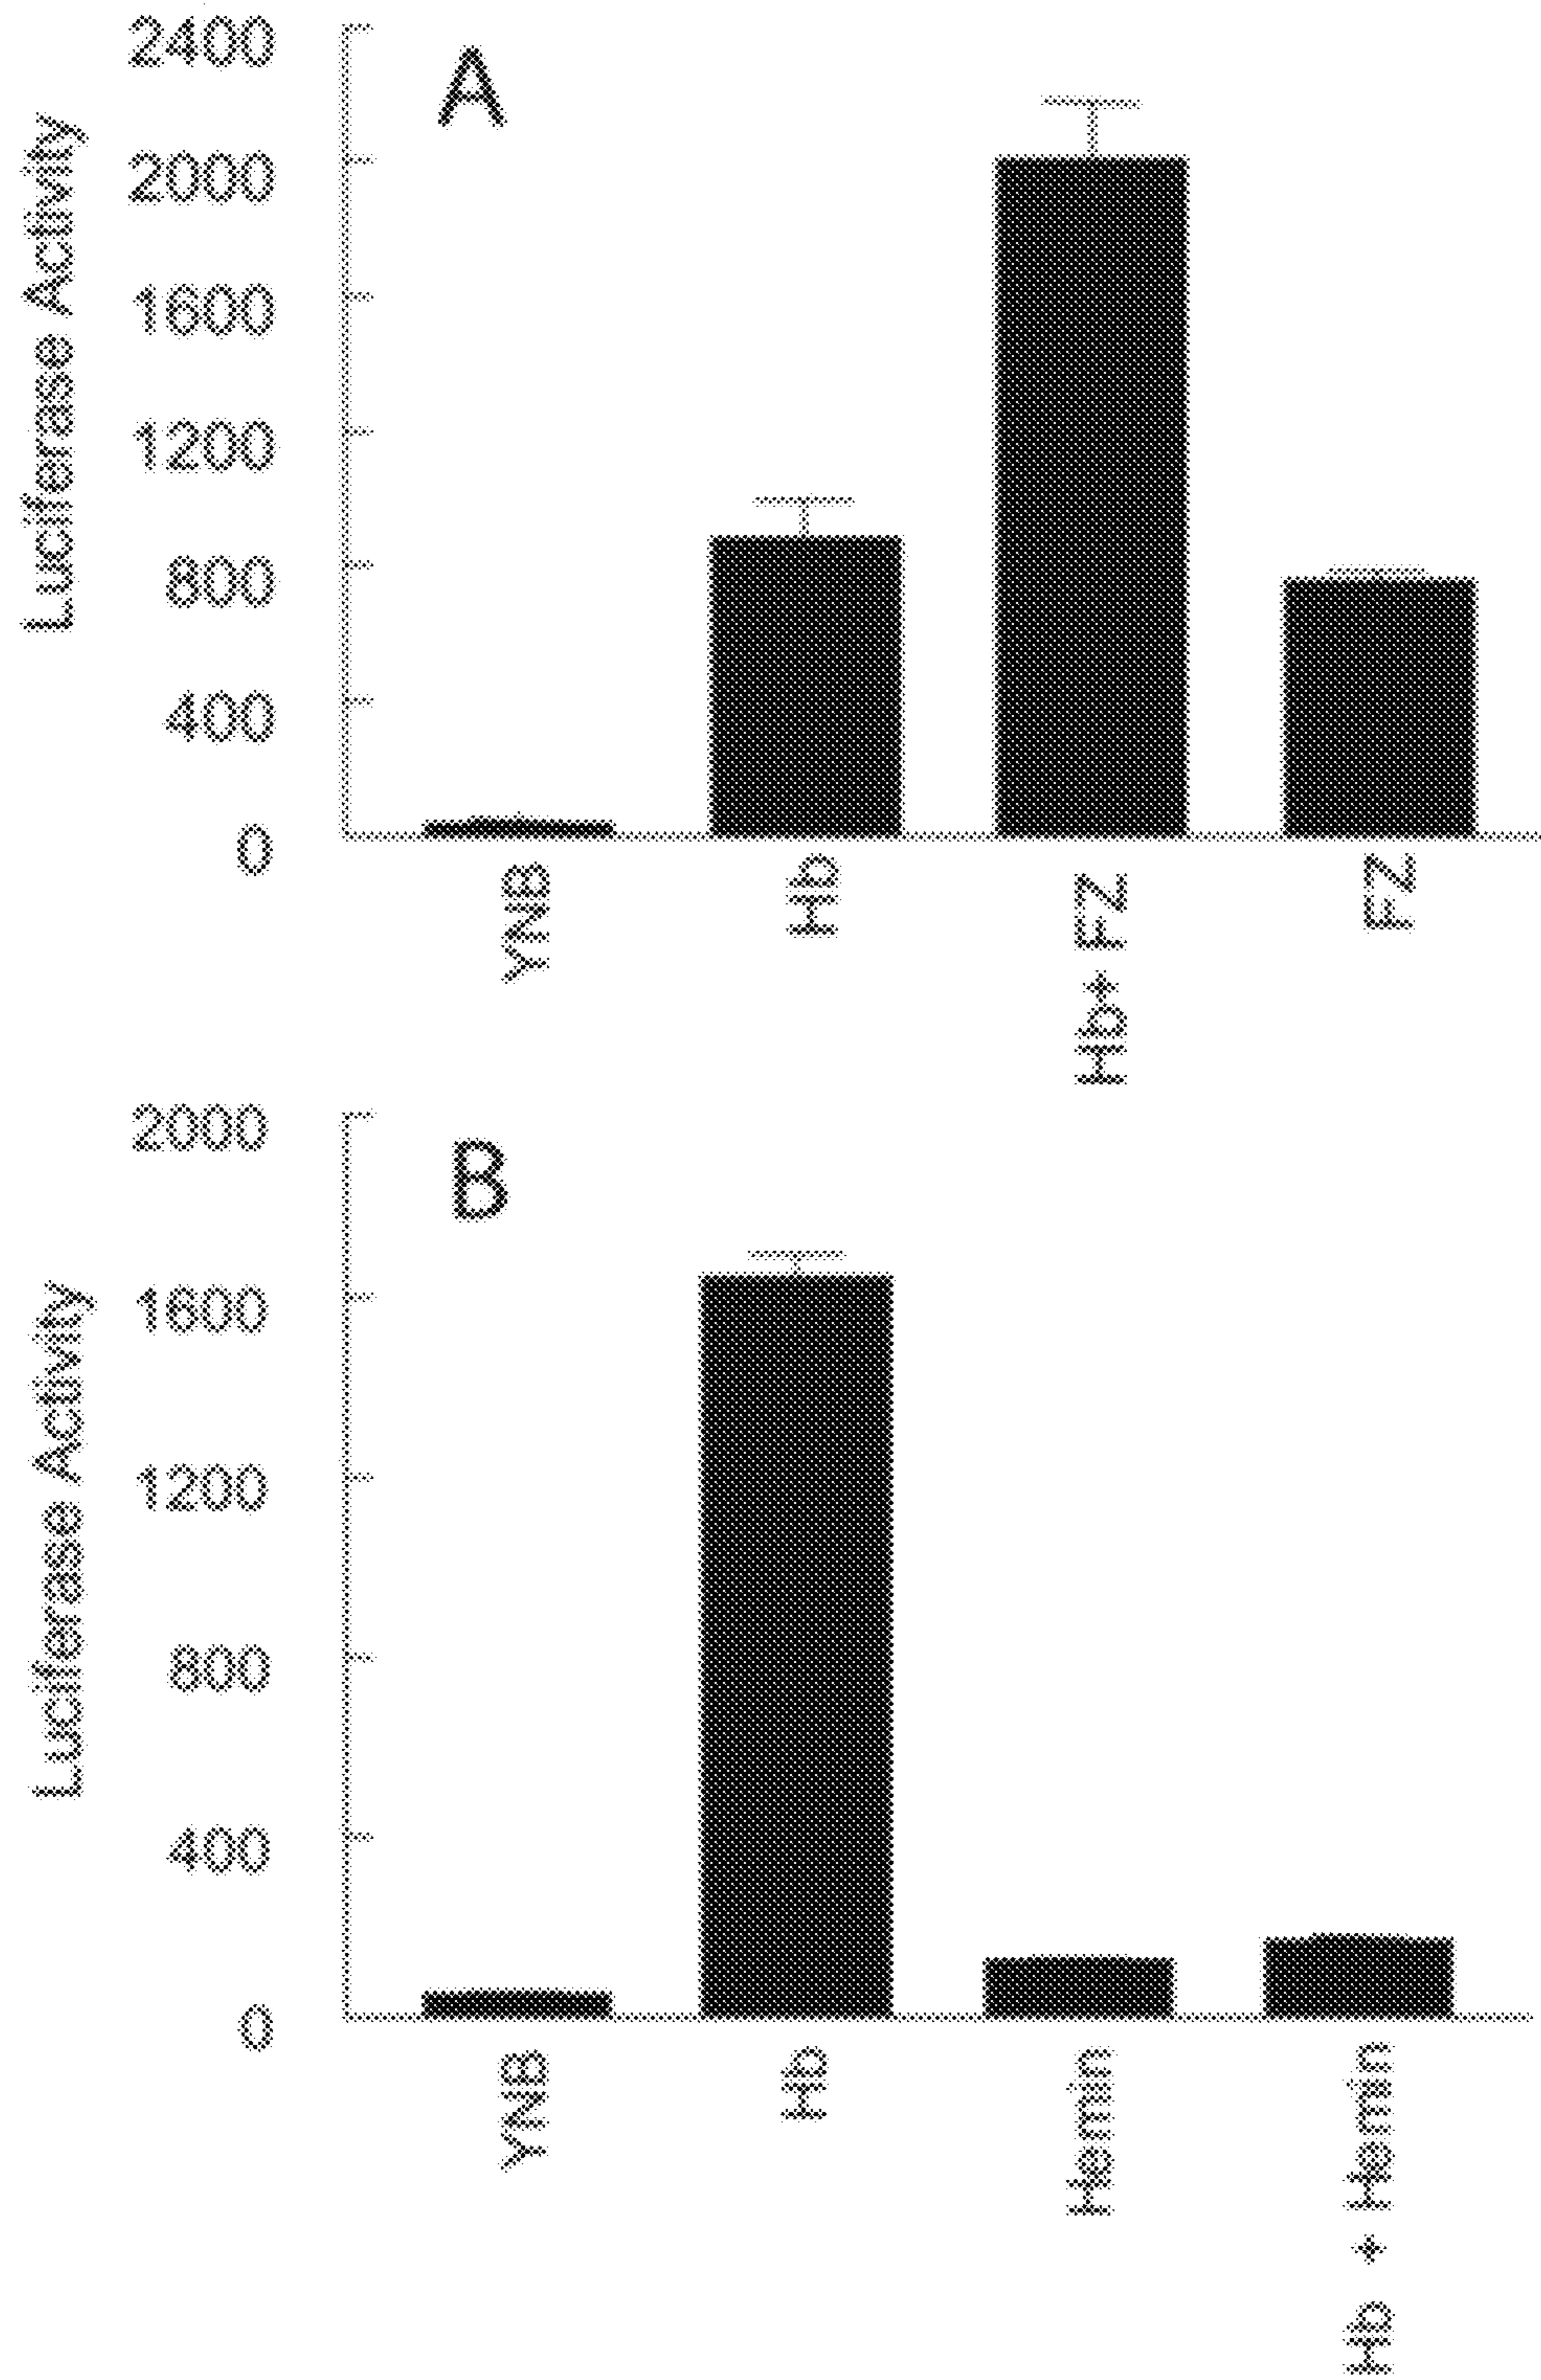 A
Luciferase Activity
2400
2000
1600
1200
800
400
0
YNB
Hb
Hb+ FZ
FZ
B
Luciferase Activity
2000
1600
1200
800
400
0
YNB
Hb
Hemin
Hb + Hemin